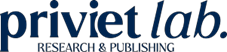 priviet lab.
RESEARCH & PUBLISHING